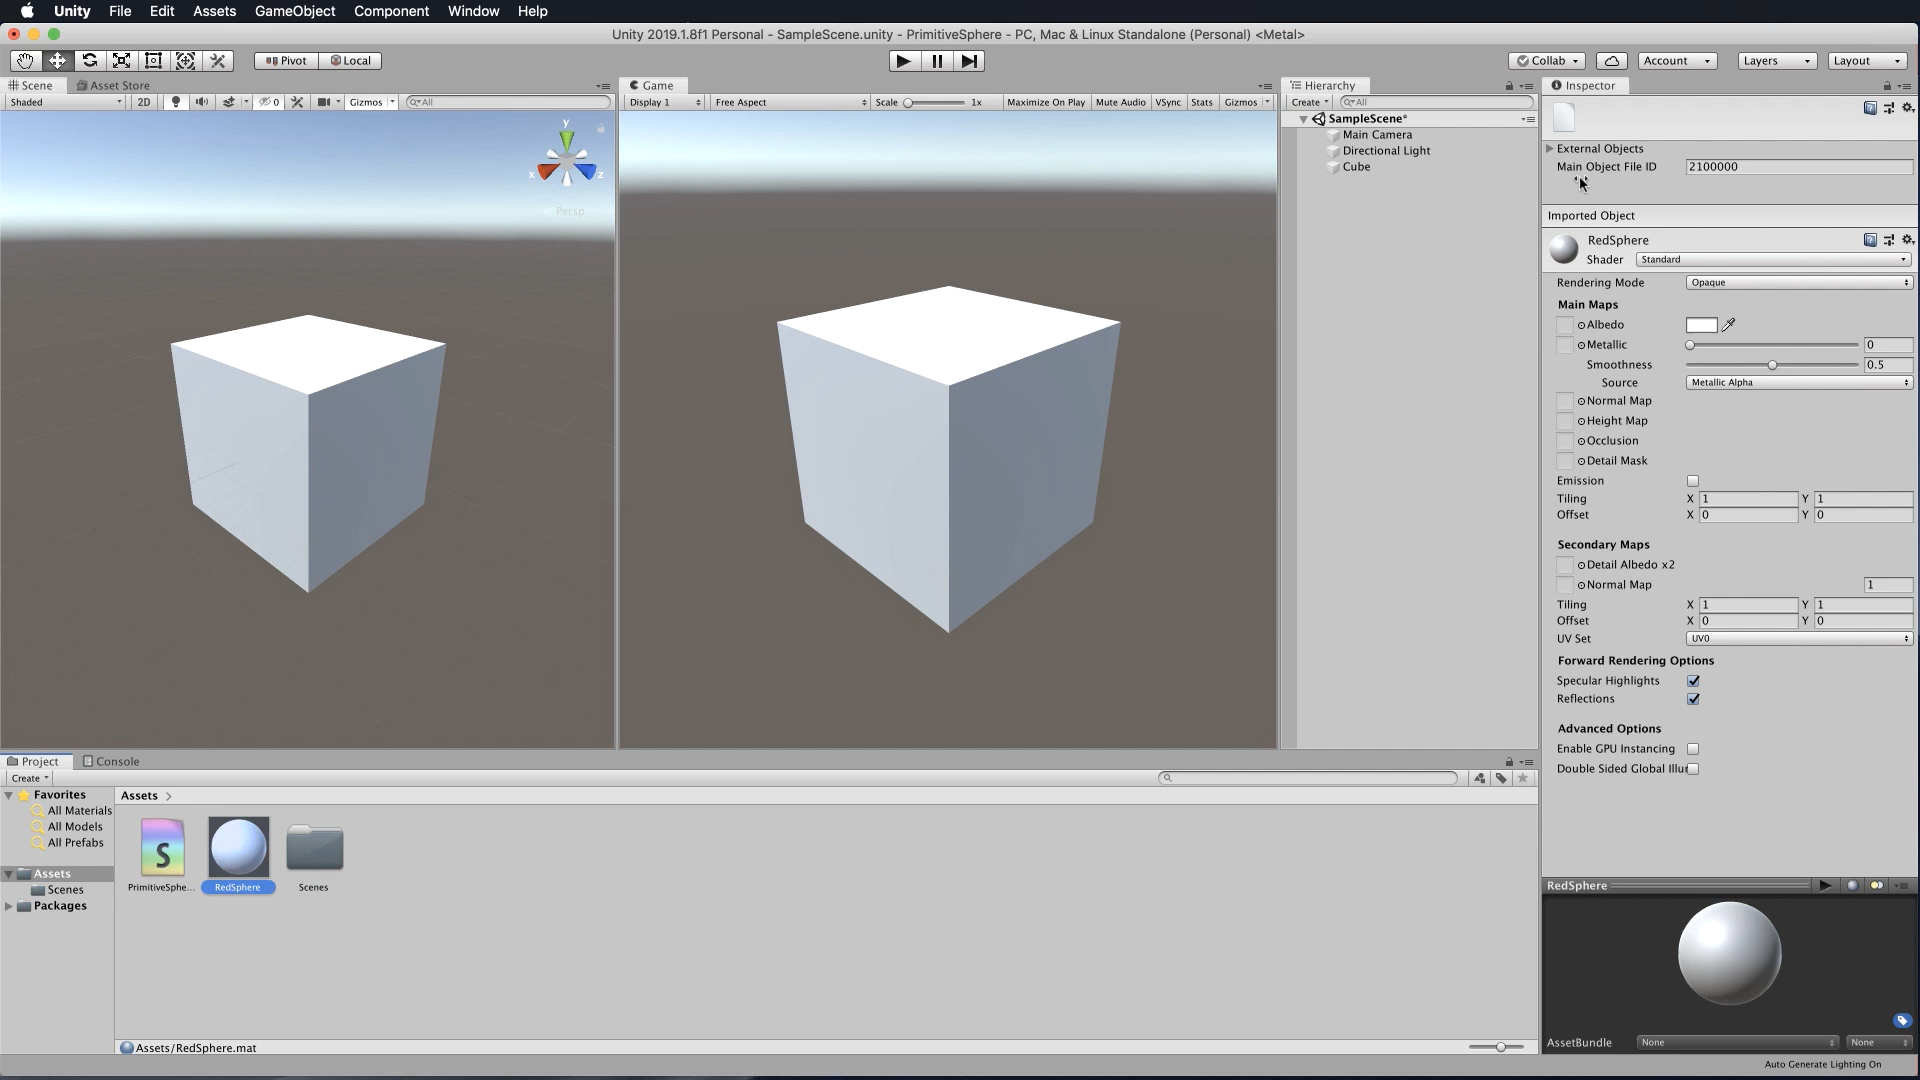 Unity File Edit Assets GameObject Component Window Help
Unity 2019.1.8f1 Personal - SampleScene.unity - PrimitiveSphere - PC, Mac & Linux Standalone (Personal) <Metal>
Pivot Local Collab Account Layers Layout
Scene Asset Store
Shaded 2D 0 Gizmos All
y
x z
Persp
Game
Display 1 Free Aspect Scale 1x Maximize On Play Mute Audio VSync Stats Gizmos
Hierarchy
Create All
SampleScene*
Main Camera
Directional Light
Cube
Inspector
External Objects
Main Object File ID 2100000
Imported Object
RedSphere
Shader Standard
Rendering Mode Opaque
Main Maps
Albedo
Metallic 0
Smoothness 0.5
Source Metallic Alpha
Normal Map
Height Map
Occlusion
Detail Mask
Emission
Tiling X 1 Y 1
Offset X 0 Y 0
Secondary Maps
Detail Albedo x2
Normal Map 1
Tiling X 1 Y 1
Offset X 0 Y 0
UV Set UV0
Forward Rendering Options
Specular Highlights
Reflections
Advanced Options
Enable GPU Instancing
Double Sided Global Illur
Project Console
Create
Favorites
All Materials
All Models
All Prefabs
Assets
Scenes
Packages
Assets
S
PrimitiveSphe... RedSphere Scenes
Assets/RedSphere.mat
RedSphere
AssetBundle None None
Auto Generate Lighting On